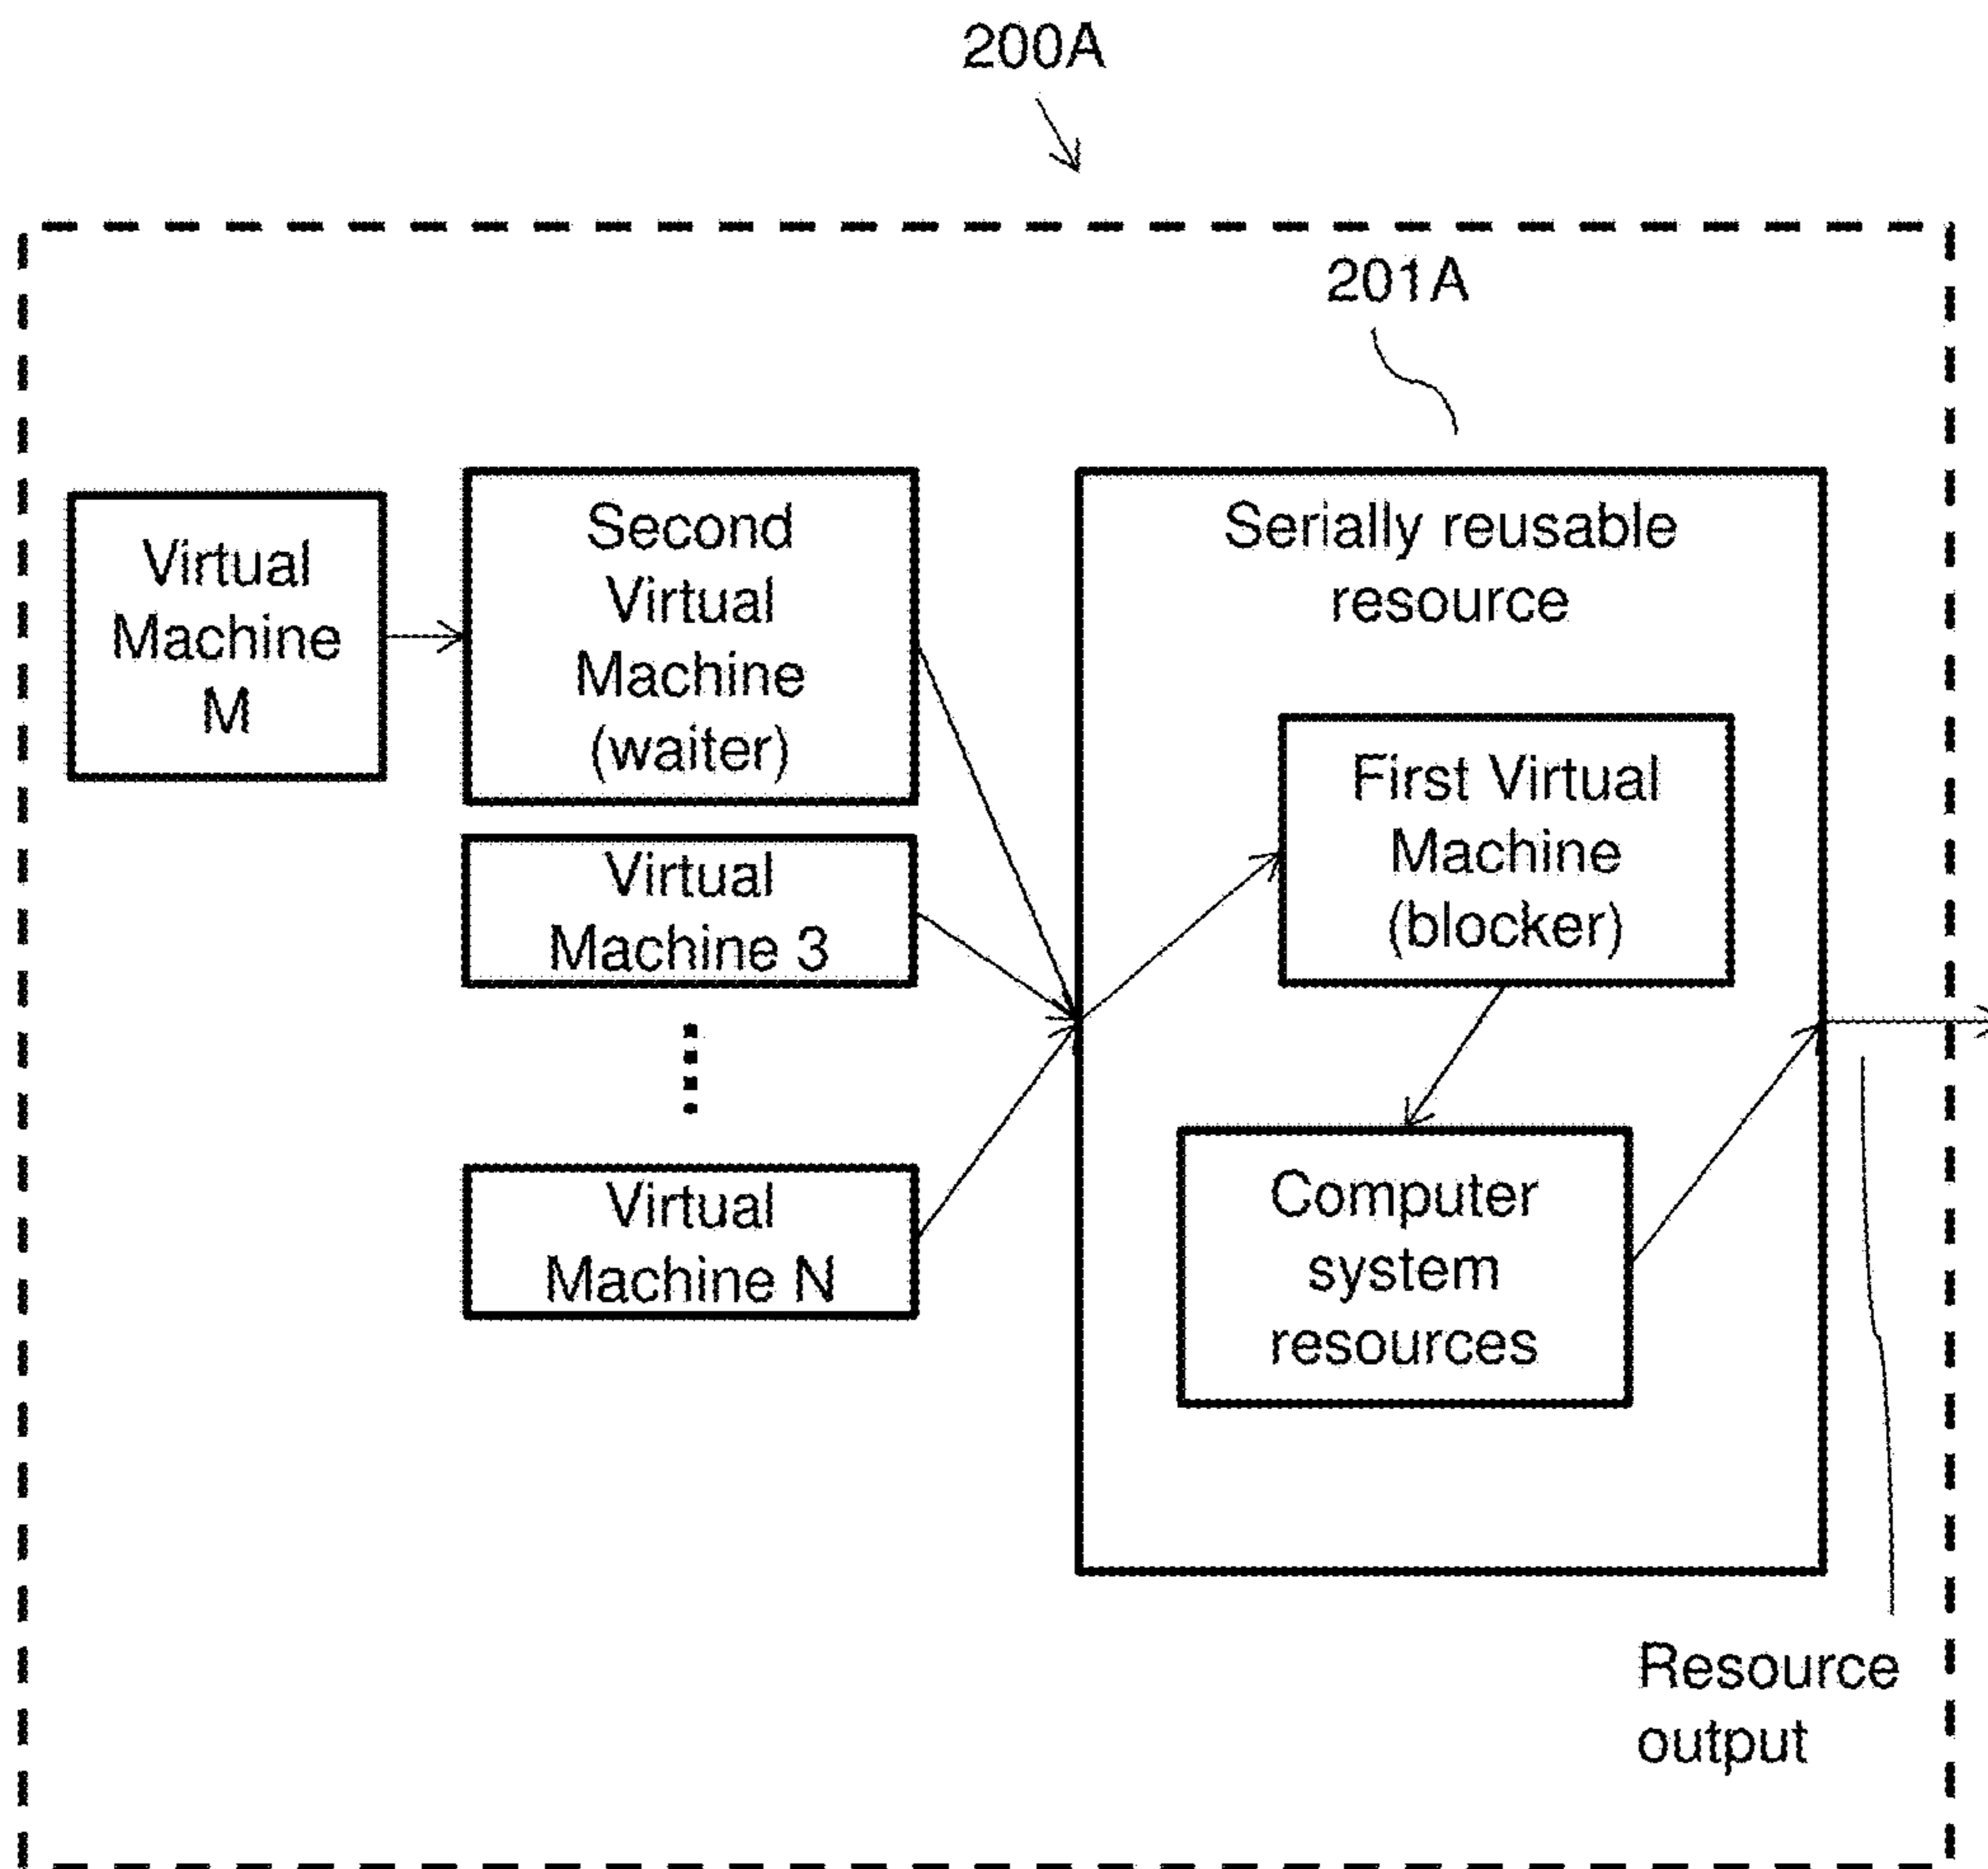 200A
201A
Virtual
Machine
M
Second
Virtual
Machine
(waiter)
Virtual
Machine 3
Virtual
Machine N
Serially reusable
resource
First Virtual
Machine
(blocker)
Computer
system
resources
Resource
output